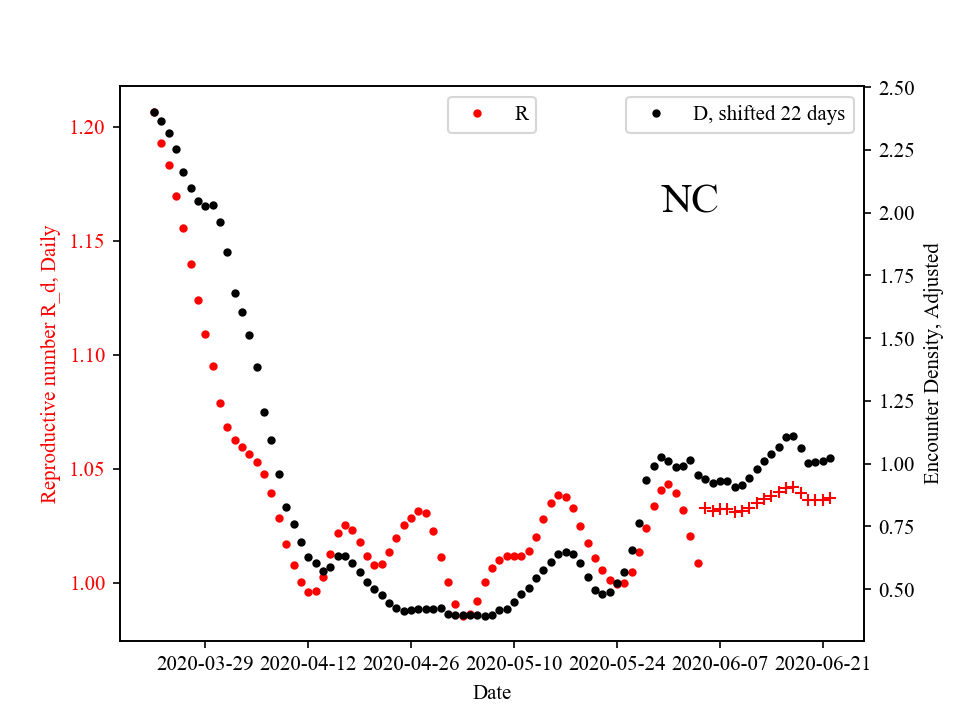 R
D, shifted 22 days
NC
Reproductive number R_d, Daily
1.20
1.15
1.10
1.05
1.00
2.50
2.25
2.00
1.75
1.50
1.25
1.00
0.75
0.50
Encounter Density, Adjusted
2020-03-29 2020-04-12 2020-04-26 2020-05-10 2020-05-24 2020-06-07 2020-06-21
Date